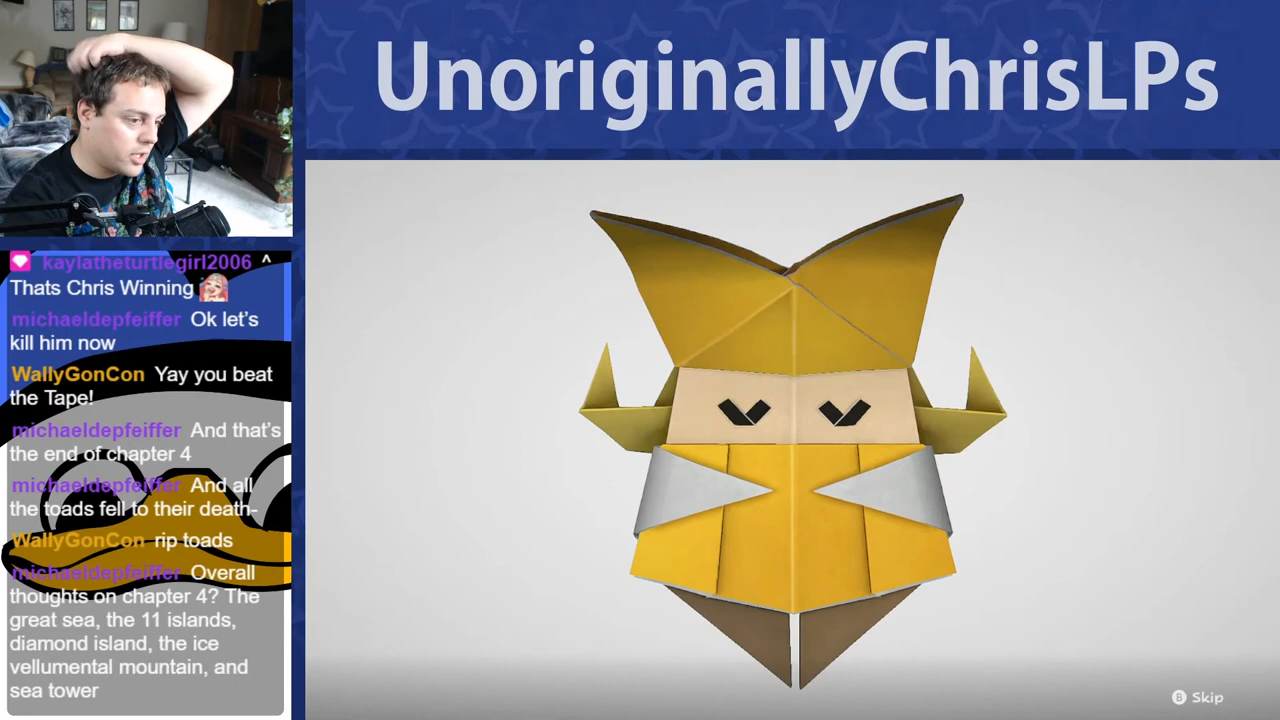 UnoriginallyChrisLPs
kaylatheturtlegirl2006 ^
Thats Chris Winning
michaeldepfeiffer Ok let's
kill him now
WallyGonCon Yay you beat
the Tape!
michaeldepfeiffer And that's
the end of chapter 4
michaeldepfeiffer And all
the toads fell to their death-
WallyGonCon rip toads
michaeldepfeiffer Overall
thoughts on chapter 4? The
great sea, the 11 islands,
diamond island, the ice
vellumental mountain, and
sea tower
B Skip